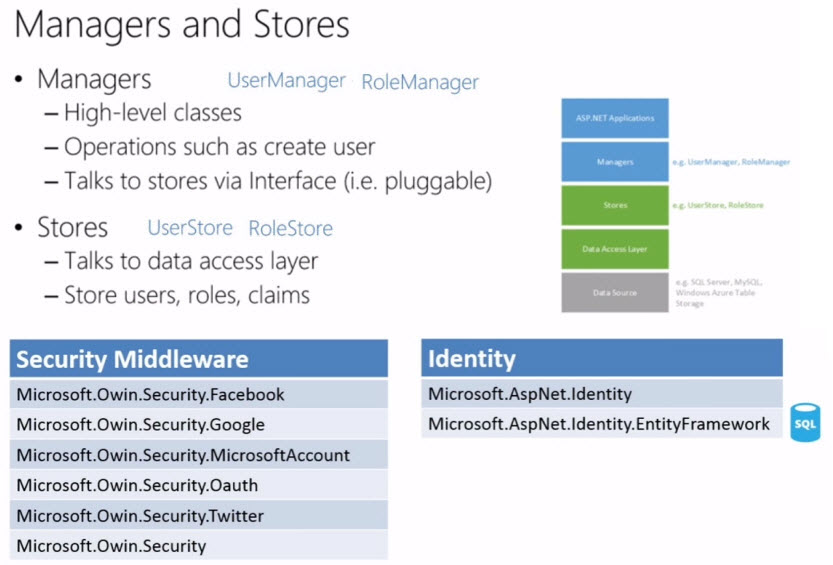 Managers and Stores
• Managers UserManager RoleManager
– High-level classes
– Operations such as create user
– Talks to stores via Interface (i.e. pluggable)
• Stores UserStore RoleStore
– Talks to data access layer
– Store users, roles, claims
ASP.NET Applications
Managers e.g. UserManager, RoleManager
Stores e.g. UserStore, RoleStore
Data Access Layer
Data Source e.g. SQL Server, MySQL,
Windows Azure Table
Storage
Security Middleware
Microsoft.Owin.Security.Facebook
Microsoft.Owin.Security.Google
Microsoft.Owin.Security.MicrosoftAccount
Microsoft.Owin.Security.Oauth
Microsoft.Owin.Security.Twitter
Microsoft.Owin.Security
Identity
Microsoft.AspNet.Identity
Microsoft.AspNet.Identity.EntityFramework
SQL